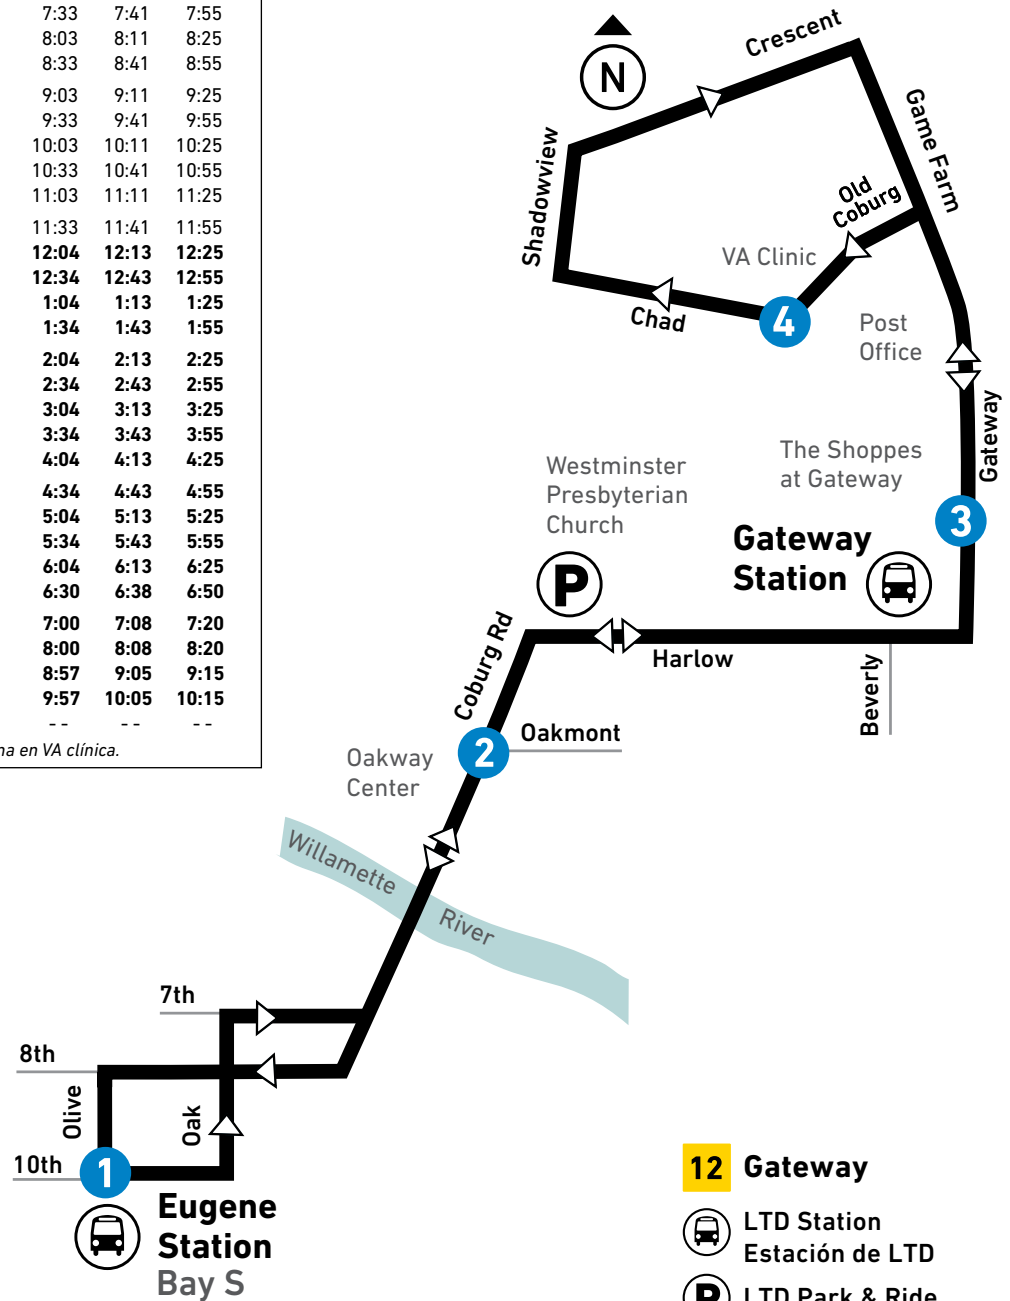 7:33 7:41 7:55
8:03 8:11 8:25
8:33 8:41 8:55
9:03 9:11 9:25
9:33 9:41 9:55
10:03 10:11 10:25
10:33 10:41 10:55
11:03 11:11 11:25
11:33 11:41 11:55
12:04 12:13 12:25
12:34 12:43 12:55
1:04 1:13 1:25
1:34 1:43 1:55
2:04 2:13 2:25
2:34 2:43 2:55
3:04 3:13 3:25
3:34 3:43 3:55
4:04 4:13 4:25
4:34 4:43 4:55
5:04 5:13 5:25
5:34 5:43 5:55
6:04 6:13 6:25
6:30 6:38 6:50
7:00 7:08 7:20
8:00 8:08 8:20
8:57 9:05 9:15
9:57 10:05 10:15
-- -- --
na en VA clínica.
N
Crescent
Game Farm
Shadowview
Old
Coburg
VA Clinic
4
Chad
Post
Office
Gateway
The Shoppes
at Gateway
3
Westminster
Presbyterian
Church
P
Gateway
Station
Harlow
Beverly
Coburg Rd
Oakmont
2
Oakway
Center
Willamette
River
7th
8th
Olive
Oak
10th
1
Eugene
Station
Bay S
12 Gateway
LTD Station
Estación de LTD
P LTD Park & Ride